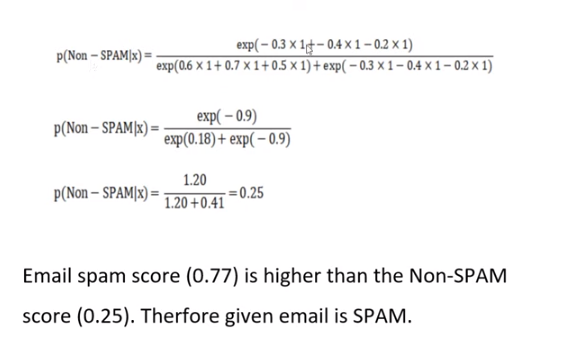 p(Non – SPAM|x) = exp( – 0.3 × 1 – 0.4 × 1 – 0.2 × 1) / exp(0.6 × 1 + 0.7 × 1 + 0.5 × 1) + exp( – 0.3 × 1 – 0.4 × 1 – 0.2 × 1)
p(Non – SPAM|x) = exp( – 0.9) / exp(0.18) + exp( – 0.9)
p(Non – SPAM|x) = 1.20 / 1.20 + 0.41 = 0.25
Email spam score (0.77) is higher than the Non-SPAM
score (0.25). Therfore given email is SPAM.